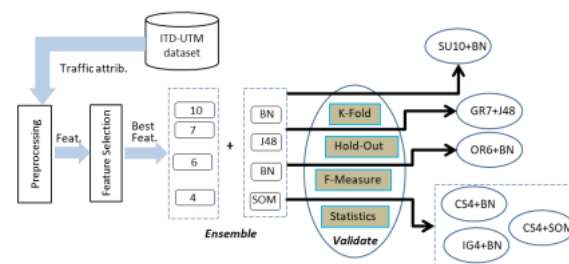 ITD-UTM
dataset
Traffic attrib.
Preprocessing
Feat.
Feature Selection
Best
Feat.
10
7
6
4
+
BN
J48
BN
SOM
Ensemble
K-Fold
Hold-Out
F-Measure
Statistics
Validate
SU10+BN
GR7+J48
OR6+BN
CS4+BN
CS4+SOM
IG4+BN